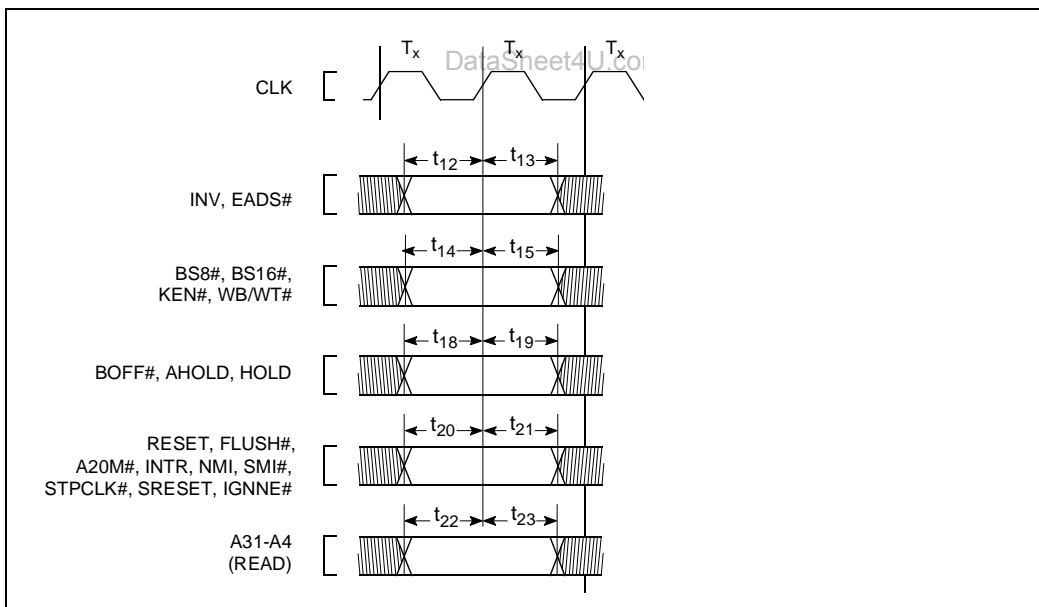 Tx Tx Tx
DataSheet4U.co
CLK
t12 t13
INV, EADS#
t14 t15
BS8#, BS16#,
KEN#, WB/WT#
t18 t19
BOFF#, AHOLD, HOLD
t20 t21
RESET, FLUSH#,
A20M#, INTR, NMI, SMI#,
STPCLK#, SRESET, IGNNE#
t22 t23
A31-A4
(READ)